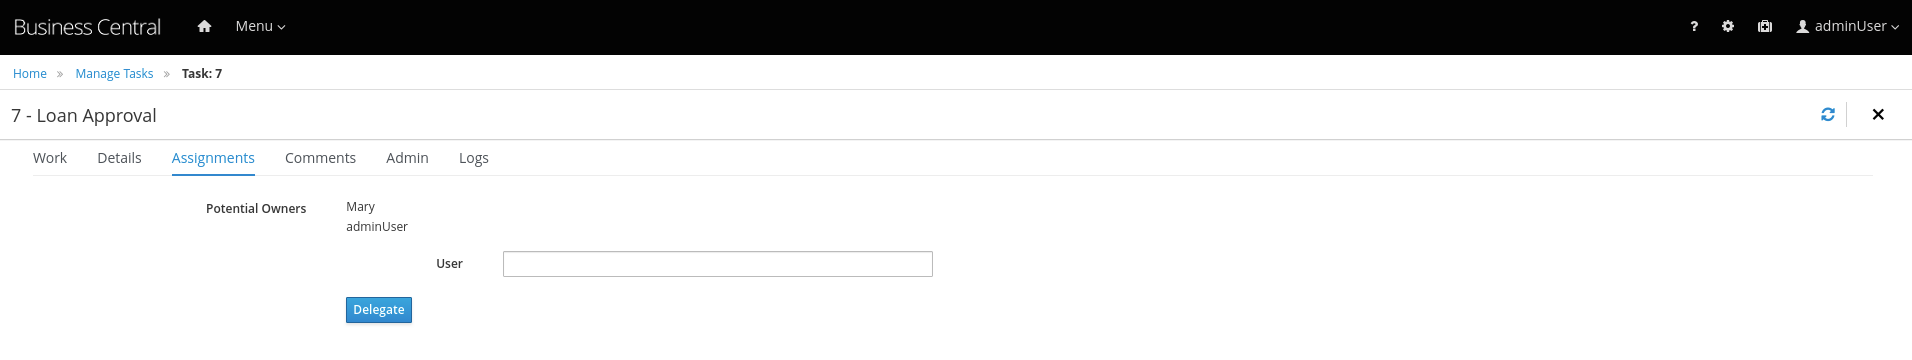 Business Central Menu ? adminUser
Home » Manage Tasks » Task: 7
7 - Loan Approval
Work Details Assignments Comments Admin Logs
Potential Owners Mary
adminUser
User
Delegate